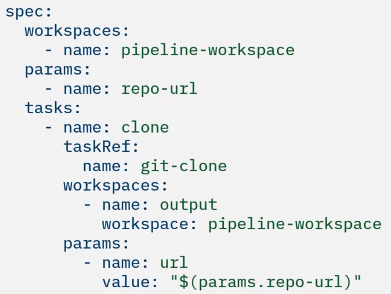 spec:
  workspaces:
    - name: pipeline-workspace
  params:
    - name: repo-url
  tasks:
    - name: clone
      taskRef:
        name: git-clone
      workspaces:
        - name: output
          workspace: pipeline-workspace
      params:
        - name: url
          value: "$(params.repo-url)"